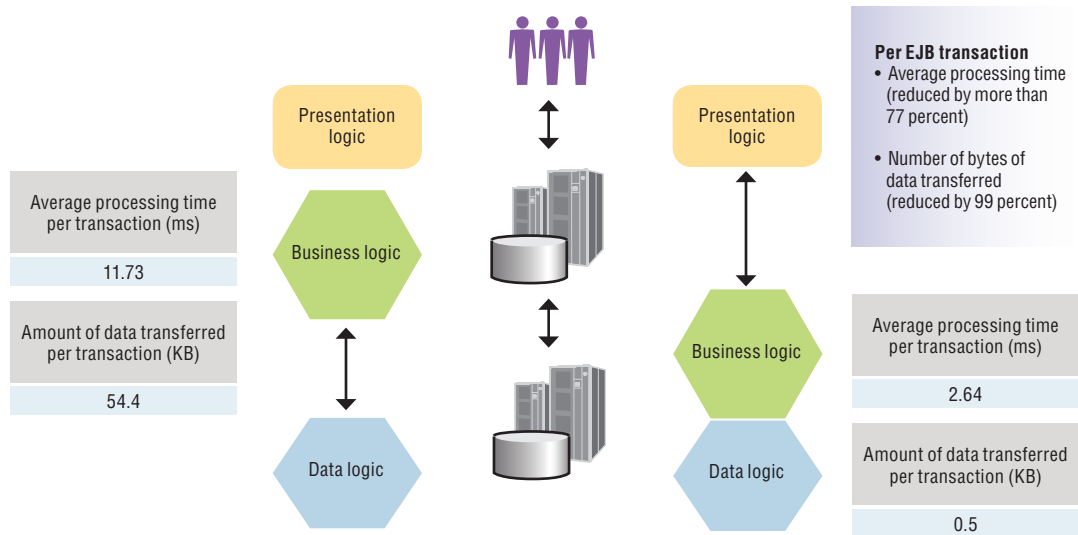 Presentation
logic
Average processing time
per transaction (ms)
11.73
Amount of data transferred
per transaction (KB)
54.4
Business logic
Data logic
Presentation
logic
Business logic
Data logic
Per EJB transaction
• Average processing time
(reduced by more than
77 percent)
• Number of bytes of
data transferred
(reduced by 99 percent)
Average processing time
per transaction (ms)
2.64
Amount of data transferred
per transaction (KB)
0.5